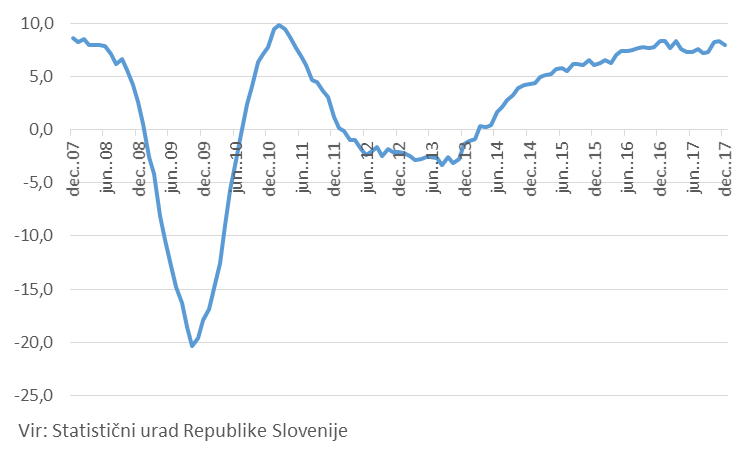 10,0
5,0
0,0
-5,0
-10,0
-15,0
-20,0
-25,0
dec..07
jun..08
dec..08
jun..09
dec..09
jun..10
dec..10
jun..11
dec..11
jun..12
dec..12
jun..13
dec..13
jun..14
dec..14
jun..15
dec..15
jun..16
dec..16
jun..17
dec..17
Vir: Statistični urad Republike Slovenije